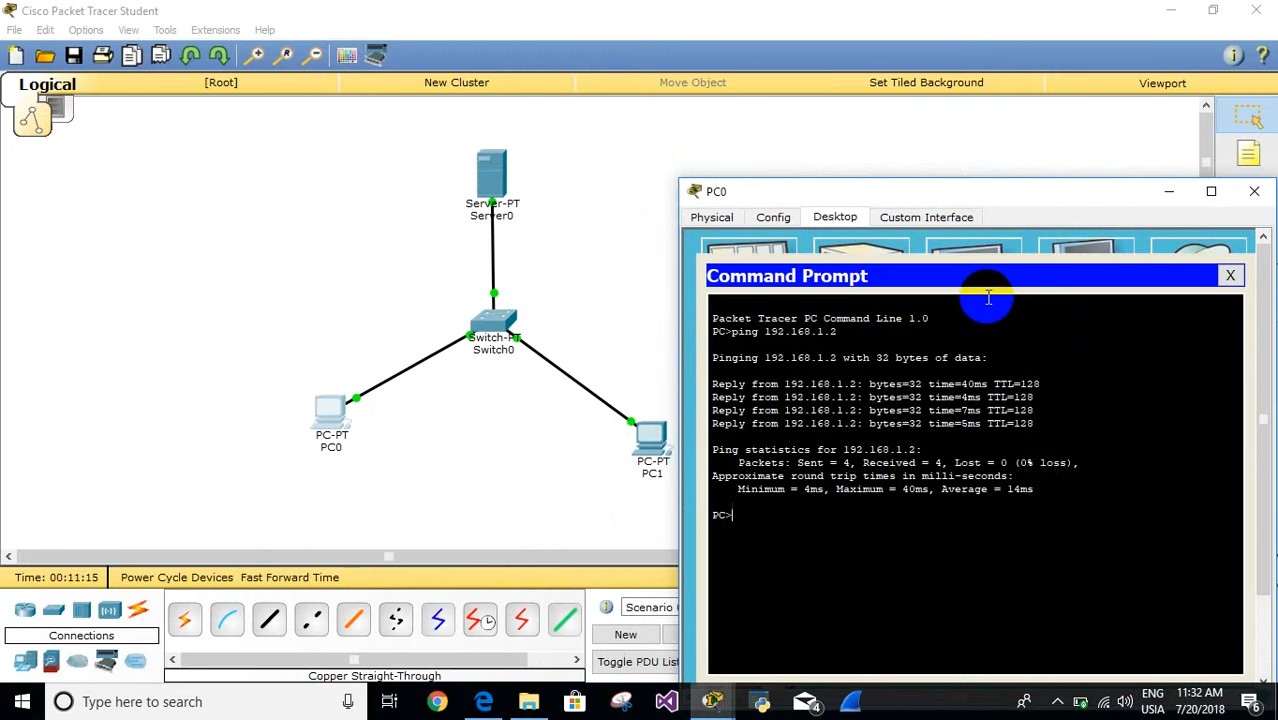 Cisco Packet Tracer Student
File Edit Options View Tools Extensions Help
Logical
[Root]
New Cluster
Move Object
Set Tiled Background
Viewport
Server-PT
Server0
Switch-PT
Switch0
PC-PT
PC0
PC-PT
PC1
PC0
Physical Config Desktop Custom Interface
Command Prompt
X
Packet Tracer PC Command Line 1.0
PC>ping 192.168.1.2
Pinging 192.168.1.2 with 32 bytes of data:
Reply from 192.168.1.2: bytes=32 time=40ms TTL=128
Reply from 192.168.1.2: bytes=32 time=4ms TTL=128
Reply from 192.168.1.2: bytes=32 time=7ms TTL=128
Reply from 192.168.1.2: bytes=32 time=5ms TTL=128
Ping statistics for 192.168.1.2:
Packets: Sent = 4, Received = 4, Lost = 0 (0% loss),
Approximate round trip times in milli-seconds:
Minimum = 4ms, Maximum = 40ms, Average = 14ms
PC>
Time: 00:11:15
Power Cycle Devices Fast Forward Time
Connections
Copper Straight-Through
Scenario
New
Toggle PDU Lis
Type here to search
4
ENG
USIA
11:32 AM
7/20/2018
6